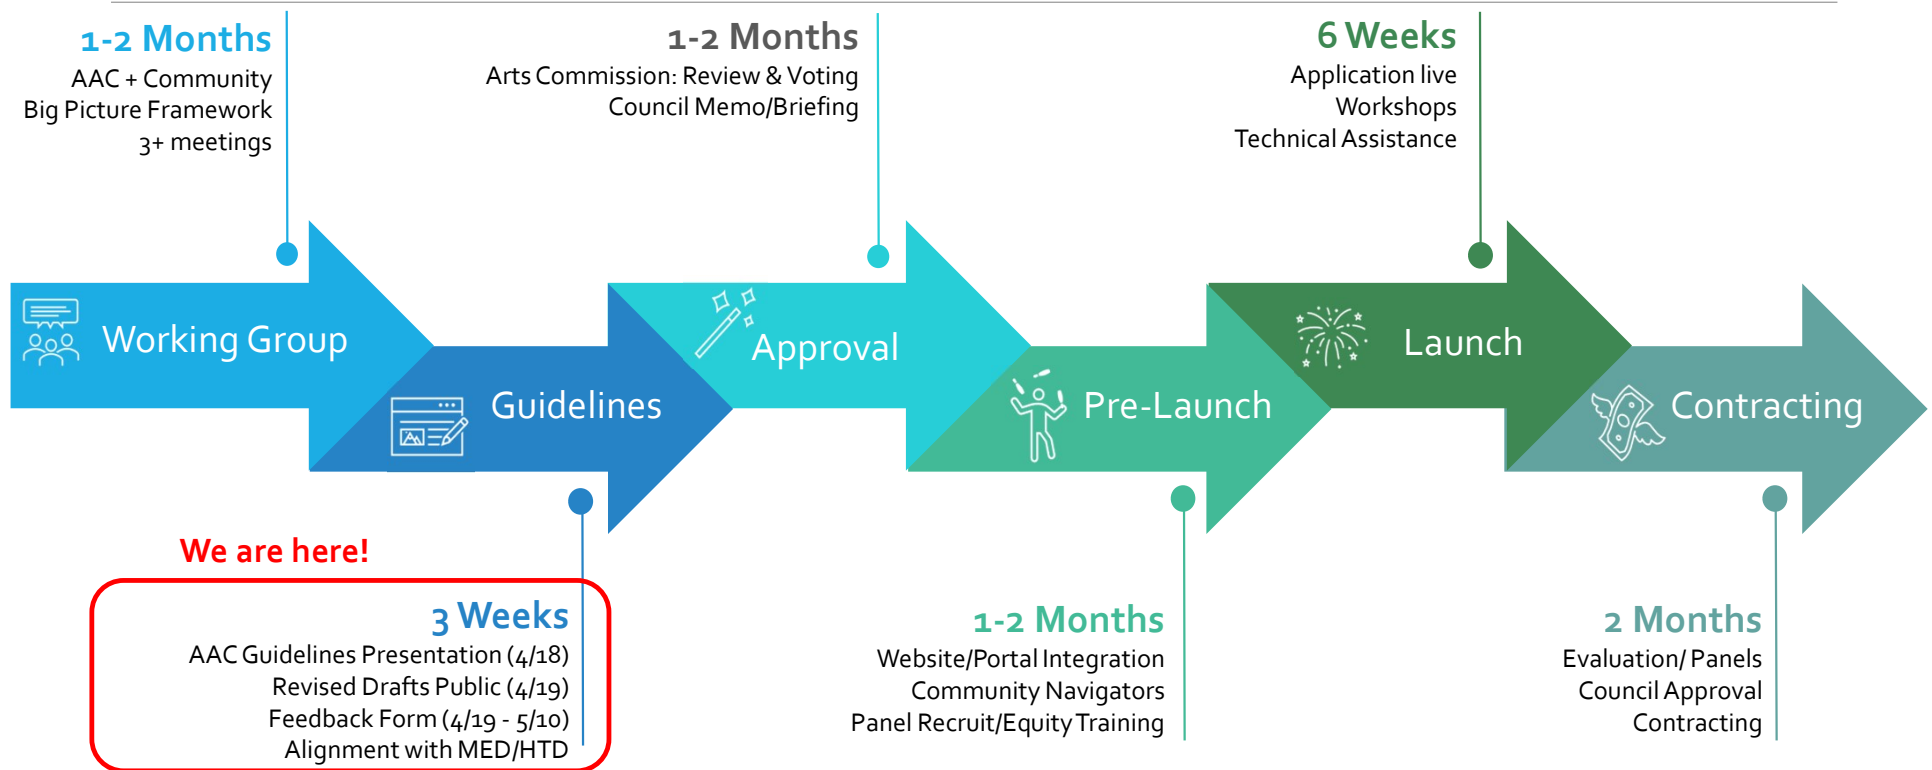 1-2 Months
AAC + Community
Big Picture Framework
3+ meetings
1-2 Months
Arts Commission: Review & Voting
Council Memo/Briefing
6 Weeks
Application live
Workshops
Technical Assistance
Working Group
Guidelines
Approval
Pre-Launch
Launch
Contracting
We are here!
3 Weeks
AAC Guidelines Presentation (4/18)
Revised Drafts Public (4/19)
Feedback Form (4/19 - 5/10)
Alignment with MED/HTD
1-2 Months
Website/Portal Integration
Community Navigators
Panel Recruit/Equity Training
2 Months
Evaluation/ Panels
Council Approval
Contracting